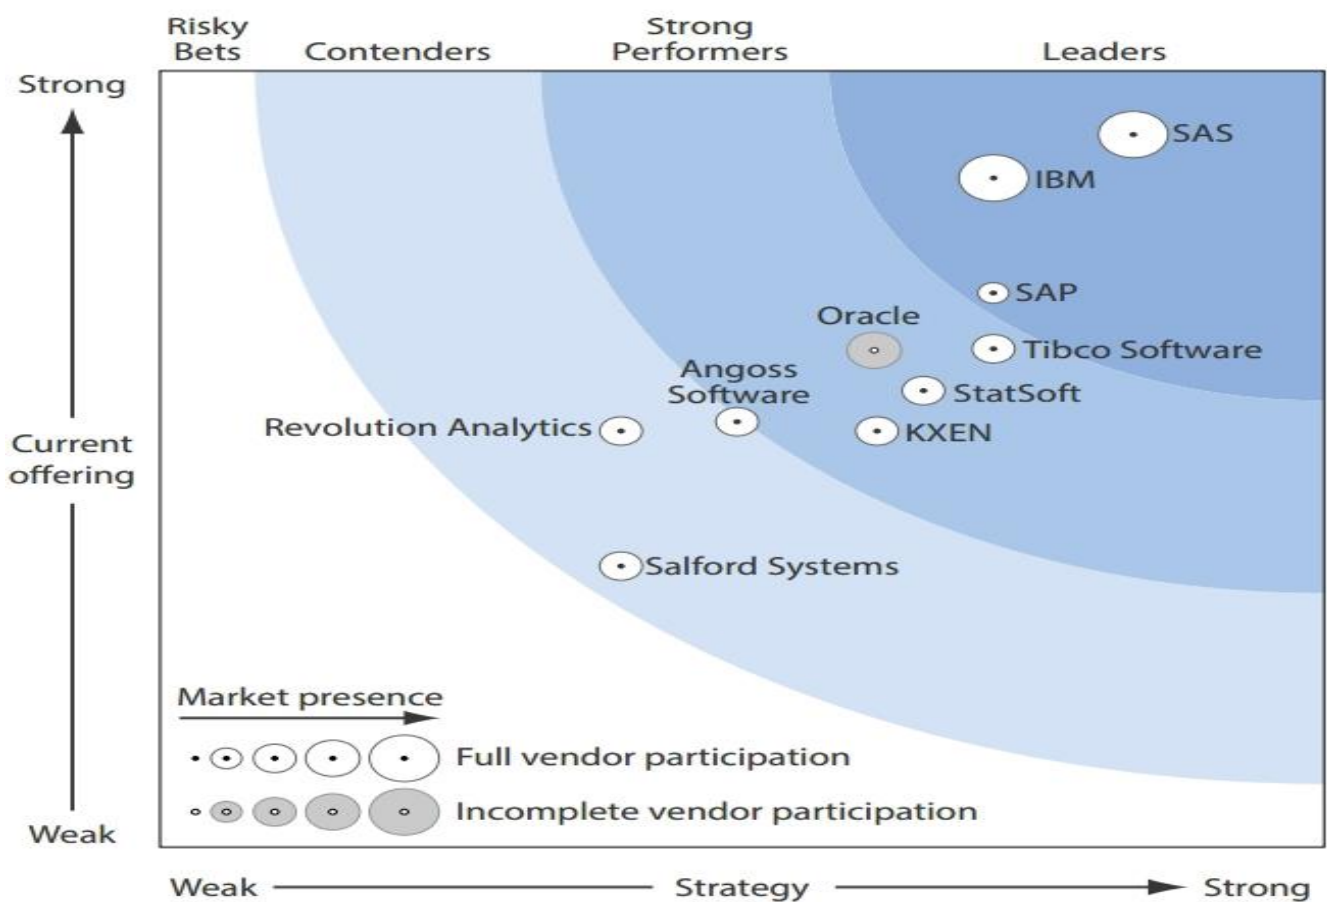 Risky
Bets
Contenders
Strong
Performers
Leaders
Strong
SAS
IBM
SAP
Oracle
Tibco Software
Angoss
Software
StatSoft
Revolution Analytics
KXEN
Current
offering
Salford Systems
Market presence
Full vendor participation
Incomplete vendor participation
Weak
Weak
Strategy
Strong